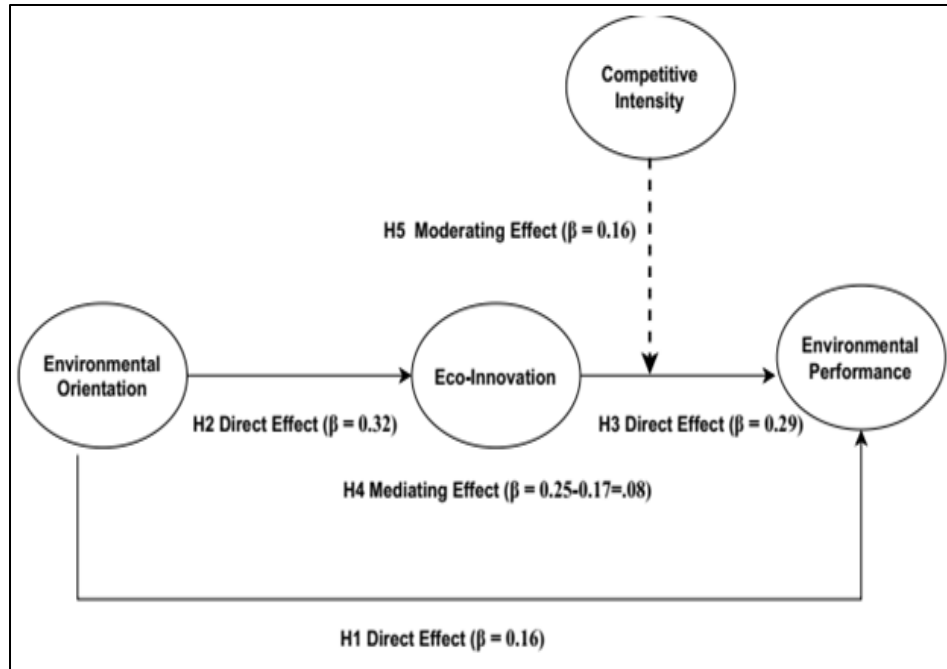 Competitive
Intensity
H5 Moderating Effect (β = 0.16)
Environmental
Orientation
Eco-Innovation
Environmental
Performance
H2 Direct Effect (β = 0.32)
H3 Direct Effect (β = 0.29)
H4 Mediating Effect (β = 0.25-0.17=.08)
H1 Direct Effect (β = 0.16)